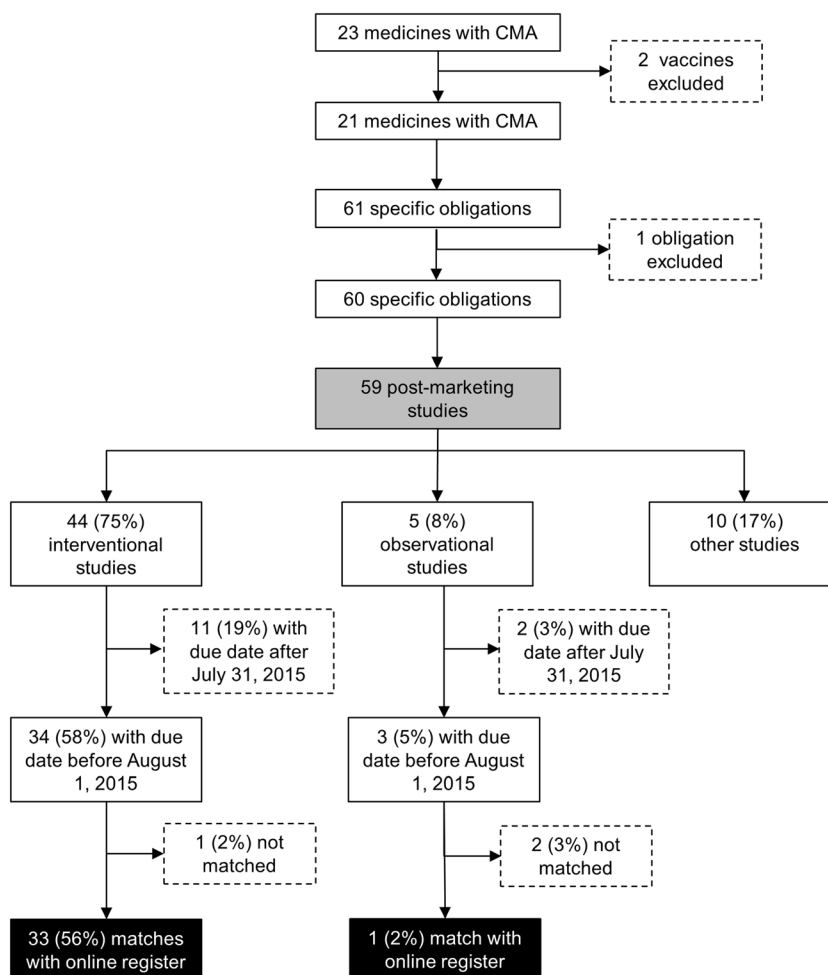 23 medicines with CMA
2 vaccines
excluded
21 medicines with CMA
61 specific obligations
1 obligation
excluded
60 specific obligations
59 post-marketing
studies
44 (75%)
interventional
studies
5 (8%)
observational
studies
10 (17%)
other studies
11 (19%) with
due date after
July 31, 2015
2 (3%) with due
date after July
31, 2015
34 (58%) with due
date before August
1, 2015
3 (5%) with due
date before August
1, 2015
1 (2%) not
matched
2 (3%) not
matched
33 (56%) matches
with online register
1 (2%) match with
online register